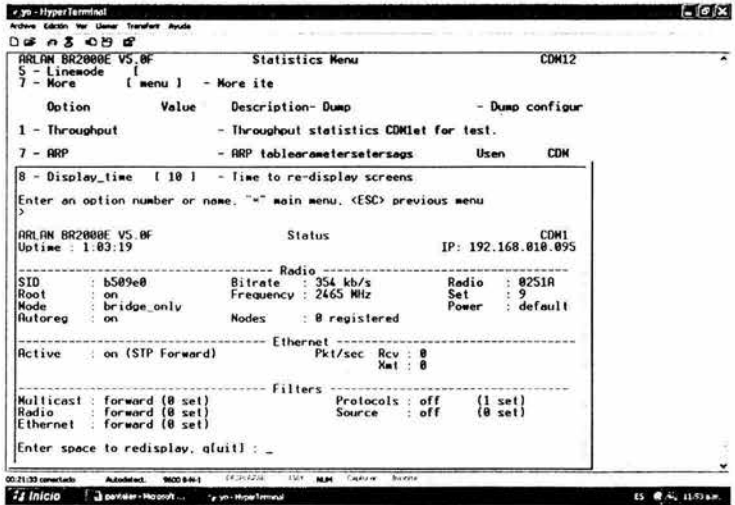 yo - HyperTerminal
Archivo Edición Ver Llamar Transferir Ayuda
ARLAN BR2000E V5.0F Statistics Menu CDM12
5 - Linemode [
7 - More [ menu ] - More ite
Option Value Description- Dump - Dump configur
1 - Throughput - Throughput statistics CDM1et for test.
7 - ARP - ARP tablearametersetersags Usen CDM
8 - Display_time [ 10 ] - Time to re-display screens
Enter an option number or name, "=" main menu, <ESC> previous menu
>
ARLAN BR2000E V5.0F Status CDM1
Uptime : 1:03:19 IP: 192.168.010.095
Radio
SID : b509e0 Bitrate : 354 kb/s Radio : 0251A
Root : on Frequency : 2465 MHz Set : 9
Mode : bridge_only Power : default
Autoreg : on Nodes : 0 registered
Ethernet
Active : on (STP Forward) Pkt/sec Rcv : 0
Xmt : 0
Filters
Multicast : forward (0 set) Protocols : off (1 set)
Radio : forward (0 set) Source : off (0 set)
Ethernet : forward (0 set)
Enter space to redisplay, q[uit] : _
00:21:33 conectado Autodetect. 9600 8-N-1 NUM Capturar
Inicio yo - HyperTerminal ES 11:53 a.m.